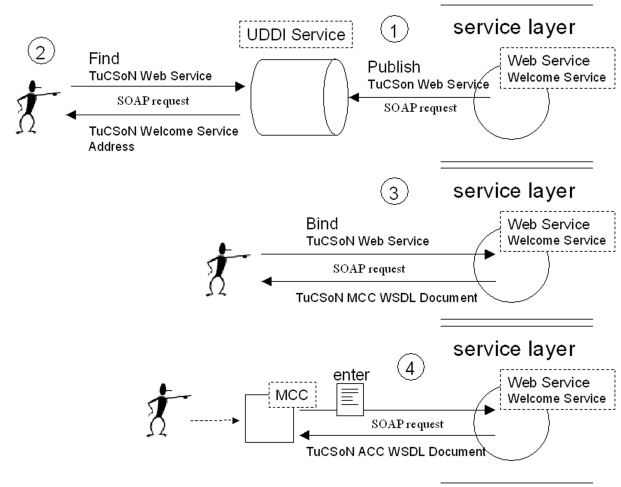 service layer
UDDI Service
1
2
Find
TuCSoN Web Service
SOAP request
TuCSoN Welcome Service
Address
Publish
TuCSon Web Service
SOAP request
Web Service
Welcome Service
3
service layer
Bind
TuCSoN Web Service
SOAP request
TuCSoN MCC WSDL Document
Web Service
Welcome Service
4
service layer
enter
MCC
SOAP request
TuCSoN ACC WSDL Document
Web Service
Welcome Service